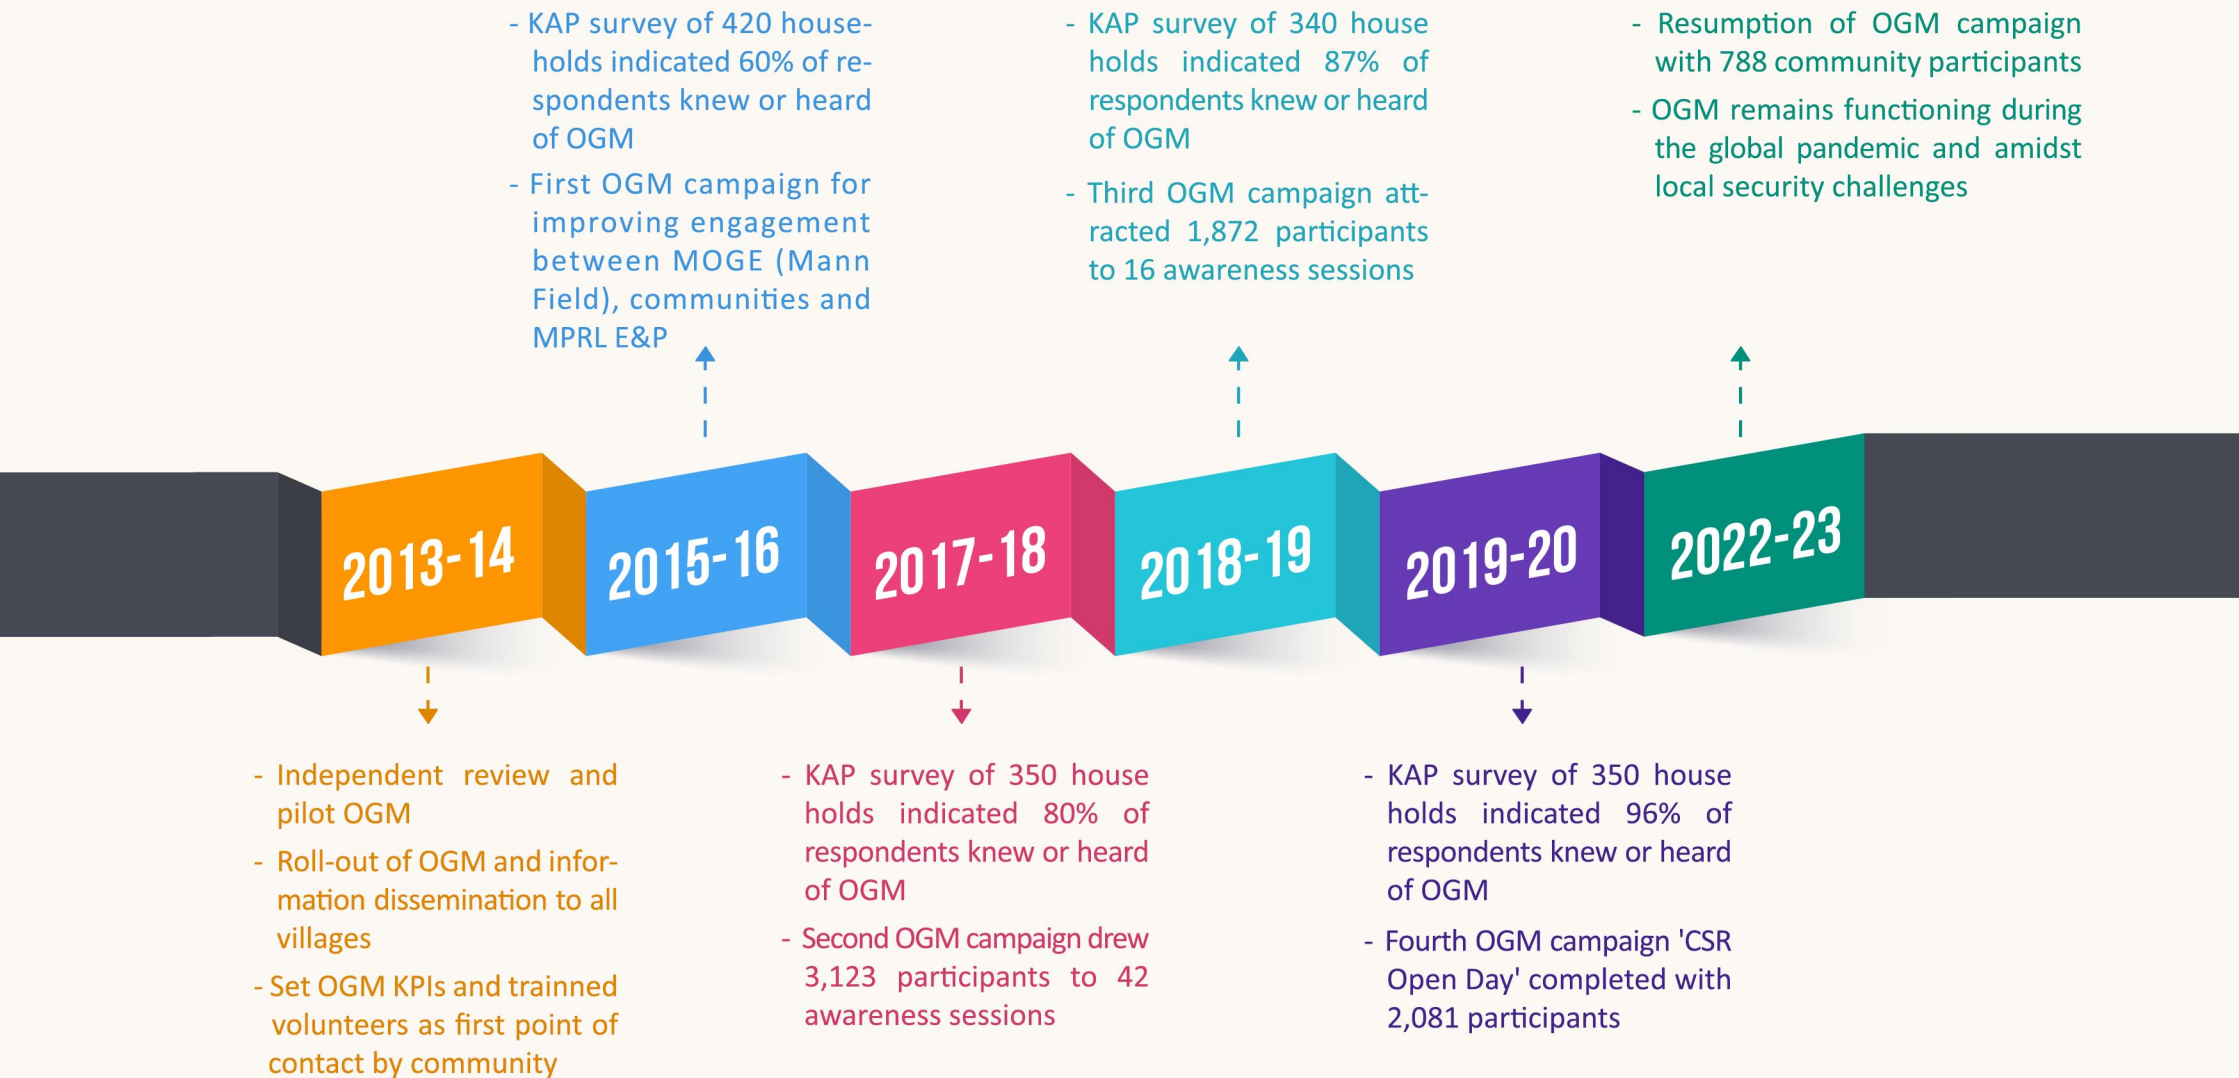 - KAP survey of 420 house-
holds indicated 60% of re-
spondents knew or heard
of OGM
- First OGM campaign for
improving engagement
between MOGE (Mann
Field), communities and
MPRL E&P
- KAP survey of 340 house
holds indicated 87% of
respondents knew or heard
of OGM
- Third OGM campaign att-
racted 1,872 participants
to 16 awareness sessions
- Resumption of OGM campaign
with 788 community participants
- OGM remains functioning during
the global pandemic and amidst
local security challenges
2013-14
2015-16
2017-18
2018-19
2019-20
2022-23
- Independent review and
pilot OGM
- Roll-out of OGM and infor-
mation dissemination to all
villages
- Set OGM KPIs and trainned
volunteers as first point of
contact by community
- KAP survey of 350 house
holds indicated 80% of
respondents knew or heard
of OGM
- Second OGM campaign drew
3,123 participants to 42
awareness sessions
- KAP survey of 350 house
holds indicated 96% of
respondents knew or heard
of OGM
- Fourth OGM campaign 'CSR
Open Day' completed with
2,081 participants